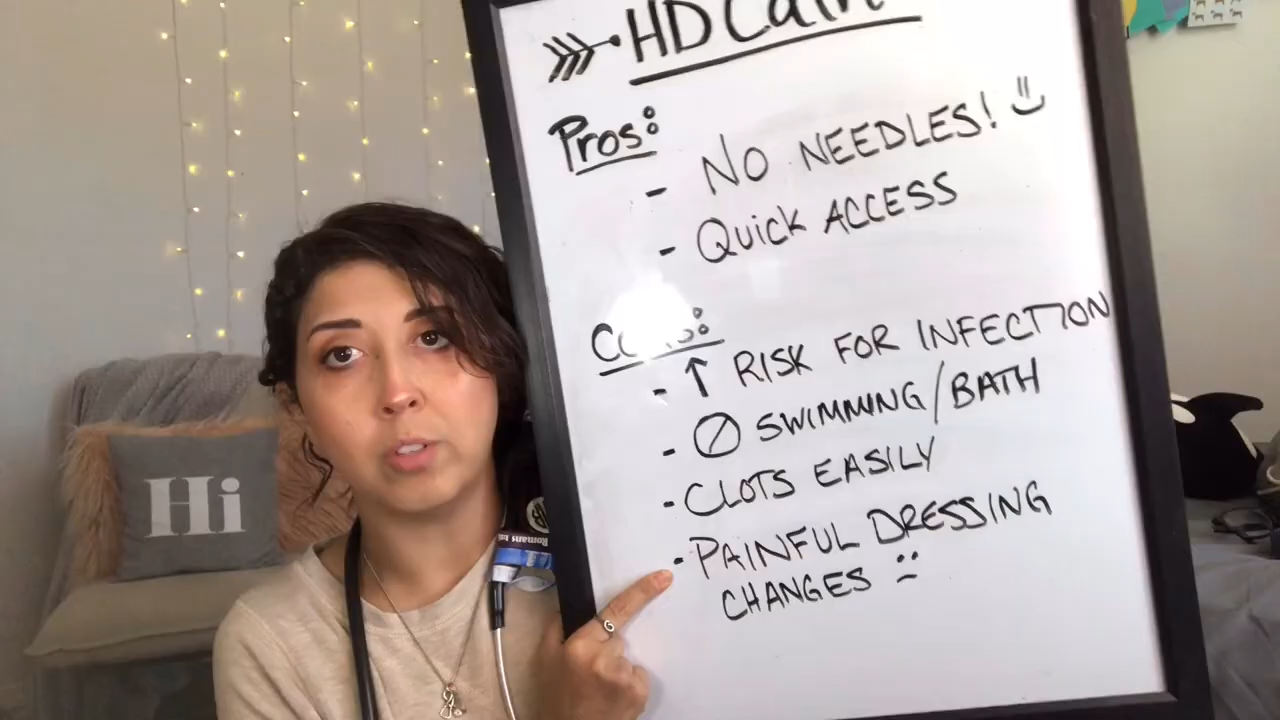 HD Cath
Pros:
- NO NEEDLES!
- Quick ACCESS
Cons:
- ↑ RISK FOR INFECTION
- ∅ SWIMMING/BATH
- CLOTS EASILY
- PAINFUL DRESSING
CHANGES
Hi
Romans